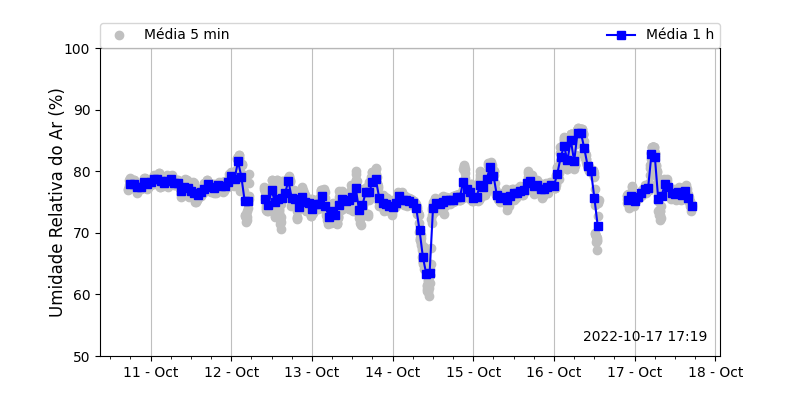 Média 5 min
Média 1 h
Umidade Relativa do Ar (%)
100
90
80
70
60
50
2022-10-17 17:19
11 - Oct
12 - Oct
13 - Oct
14 - Oct
15 - Oct
16 - Oct
17 - Oct
18 - Oct